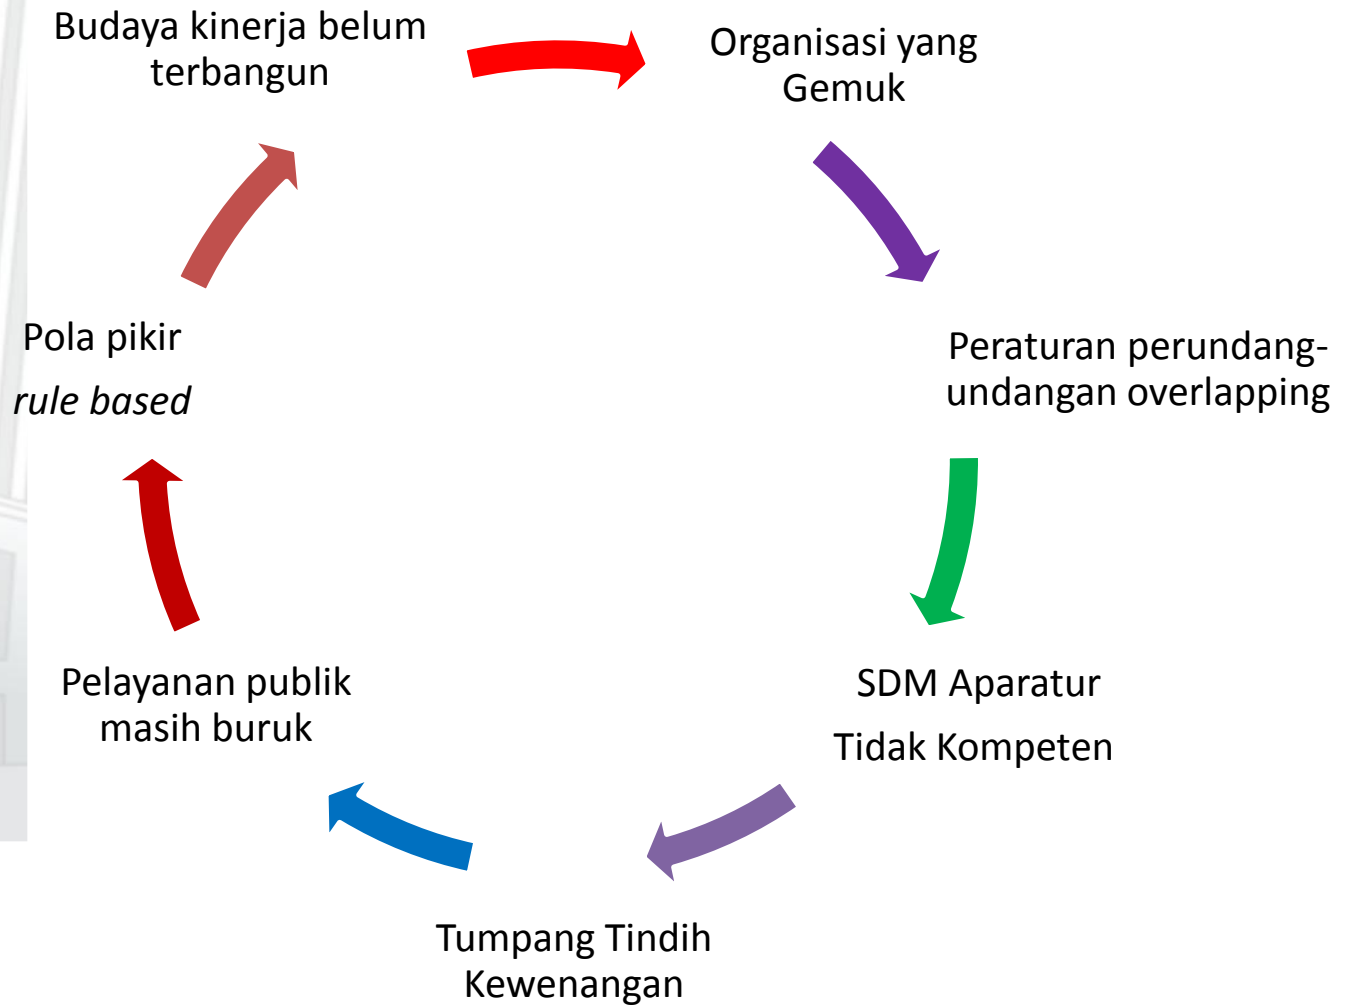 Budaya kinerja belum
terbangun
Organisasi yang
Gemuk
Peraturan perundang-
undangan overlapping
SDM Aparatur
Tidak Kompeten
Tumpang Tindih
Kewenangan
Pelayanan publik
masih buruk
Pola pikir
rule based